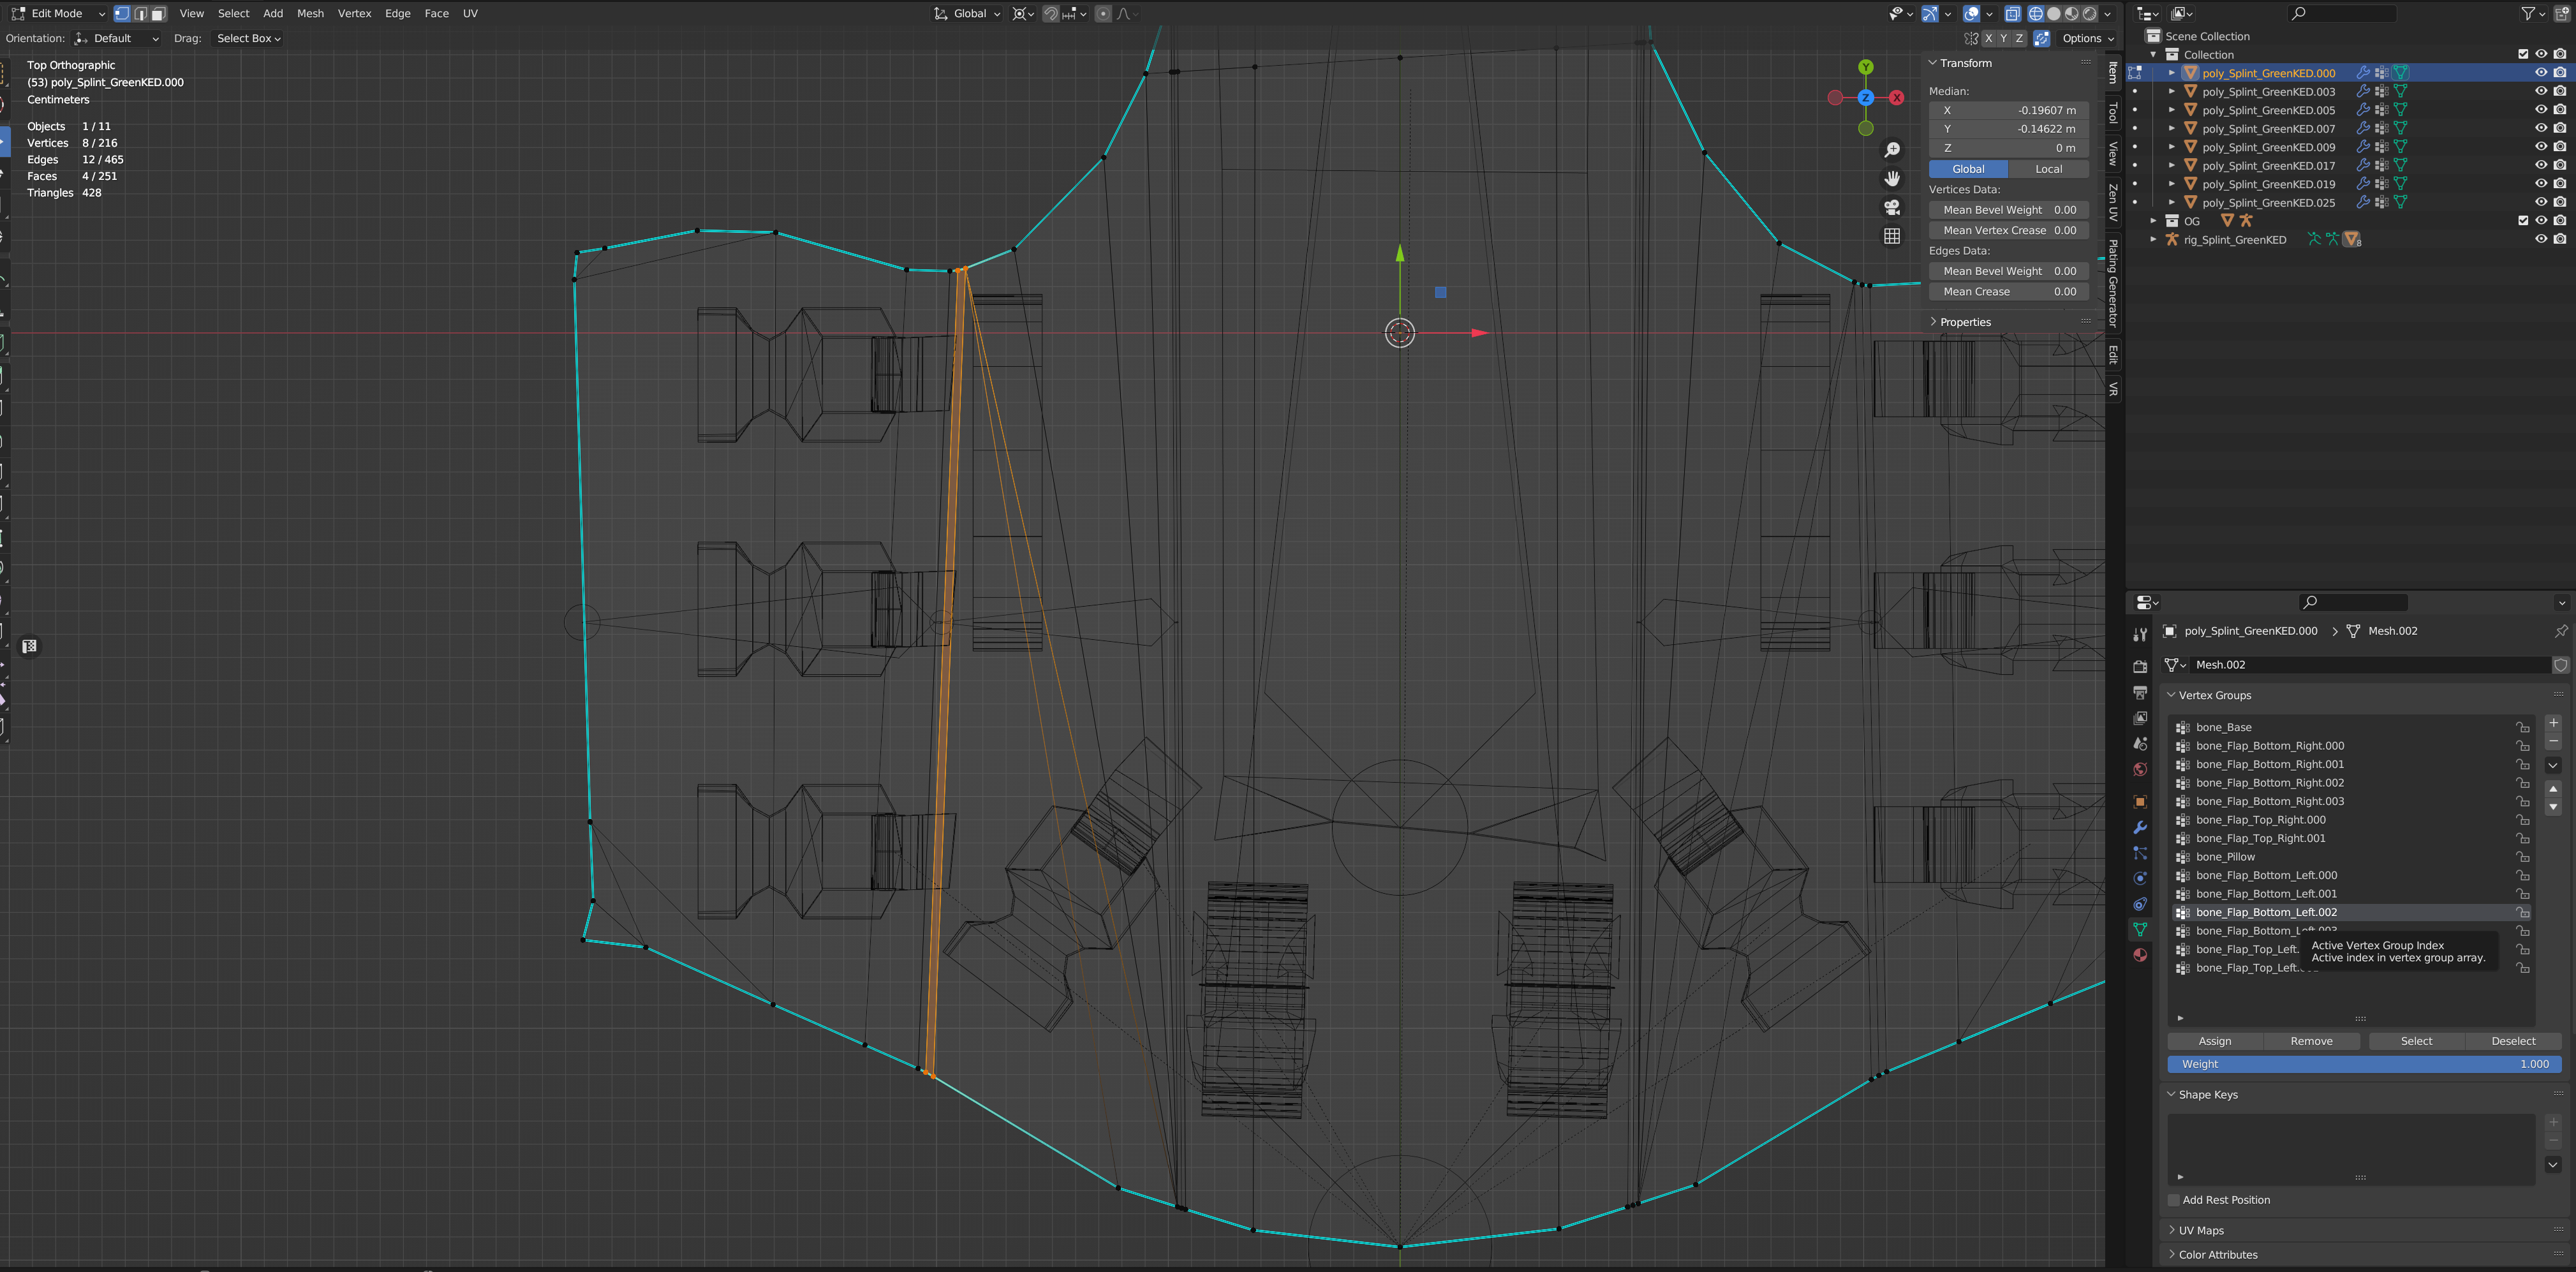 Edit Mode View Select Add Mesh Vertex Edge Face UV Global
Orientation: Default Drag: Select Box X Y Z Options
Top Orthographic
(53) poly_Splint_GreenKED.000
Centimeters
Objects 1 / 11
Vertices 8 / 216
Edges 12 / 465
Faces 4 / 251
Triangles 428
Y
Z X
Transform
Median:
X -0.19607 m
Y -0.14622 m
Z 0 m
Global Local
Vertices Data:
Mean Bevel Weight 0.00
Mean Vertex Crease 0.00
Edges Data:
Mean Bevel Weight 0.00
Mean Crease 0.00
Properties
Item
Tool
View
Zen UV
Plating Generator
Edit
VR
Scene Collection
Collection
poly_Splint_GreenKED.000
poly_Splint_GreenKED.003
poly_Splint_GreenKED.005
poly_Splint_GreenKED.007
poly_Splint_GreenKED.009
poly_Splint_GreenKED.017
poly_Splint_GreenKED.019
poly_Splint_GreenKED.025
OG
rig_Splint_GreenKED 8
poly_Splint_GreenKED.000 > Mesh.002
Mesh.002
Vertex Groups
bone_Base
bone_Flap_Bottom_Right.000
bone_Flap_Bottom_Right.001
bone_Flap_Bottom_Right.002
bone_Flap_Bottom_Right.003
bone_Flap_Top_Right.000
bone_Flap_Top_Right.001
bone_Pillow
bone_Flap_Bottom_Left.000
bone_Flap_Bottom_Left.001
bone_Flap_Bottom_Left.002
bone_Flap_Bottom_Left.003
bone_Flap_Top_Left.
bone_Flap_Top_Left.
Active Vertex Group Index
Active index in vertex group array.
Assign Remove Select Deselect
Weight 1.000
Shape Keys
Add Rest Position
UV Maps
Color Attributes